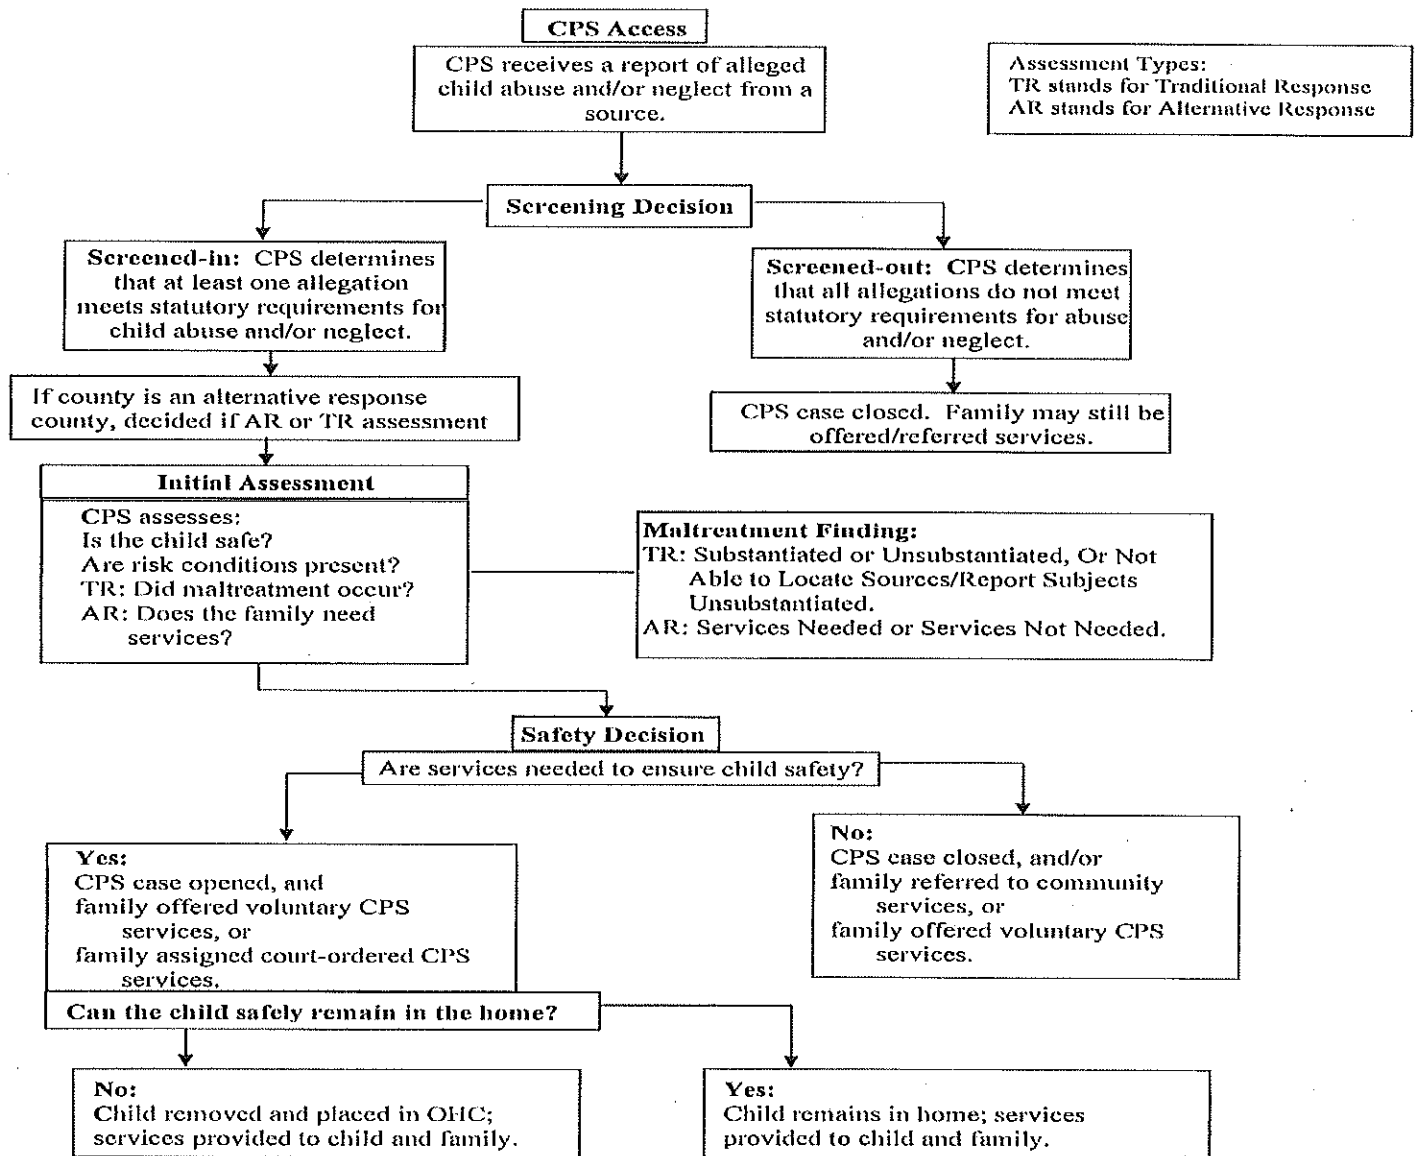 CPS Access
CPS receives a report of alleged
child abuse and/or neglect from a
source.
Assessment Types:
TR stands for Traditional Response
AR stands for Alternative Response
Screening Decision
Screened-in: CPS determines
that at least one allegation
meets statutory requirements for
child abuse and/or neglect.
Screened-out: CPS determines
that all allegations do not meet
statutory requirements for abuse
and/or neglect.
If county is an alternative response
county, decided if AR or TR assessment
CPS case closed. Family may still be
offered/referred services.
Initial Assessment
CPS assesses:
Is the child safe?
Are risk conditions present?
TR: Did maltreatment occur?
AR: Does the family need
services?
Maltreatment Finding:
TR: Substantiated or Unsubstantiated, Or Not
Able to Locate Sources/Report Subjects
Unsubstantiated.
AR: Services Needed or Services Not Needed.
Safety Decision
Are services needed to ensure child safety?
Yes:
CPS case opened, and
family offered voluntary CPS
services, or
family assigned court-ordered CPS
services.
No:
CPS case closed, and/or
family referred to community
services, or
family offered voluntary CPS
services.
Can the child safely remain in the home?
No:
Child removed and placed in OHC;
services provided to child and family.
Yes:
Child remains in home; services
provided to child and family.